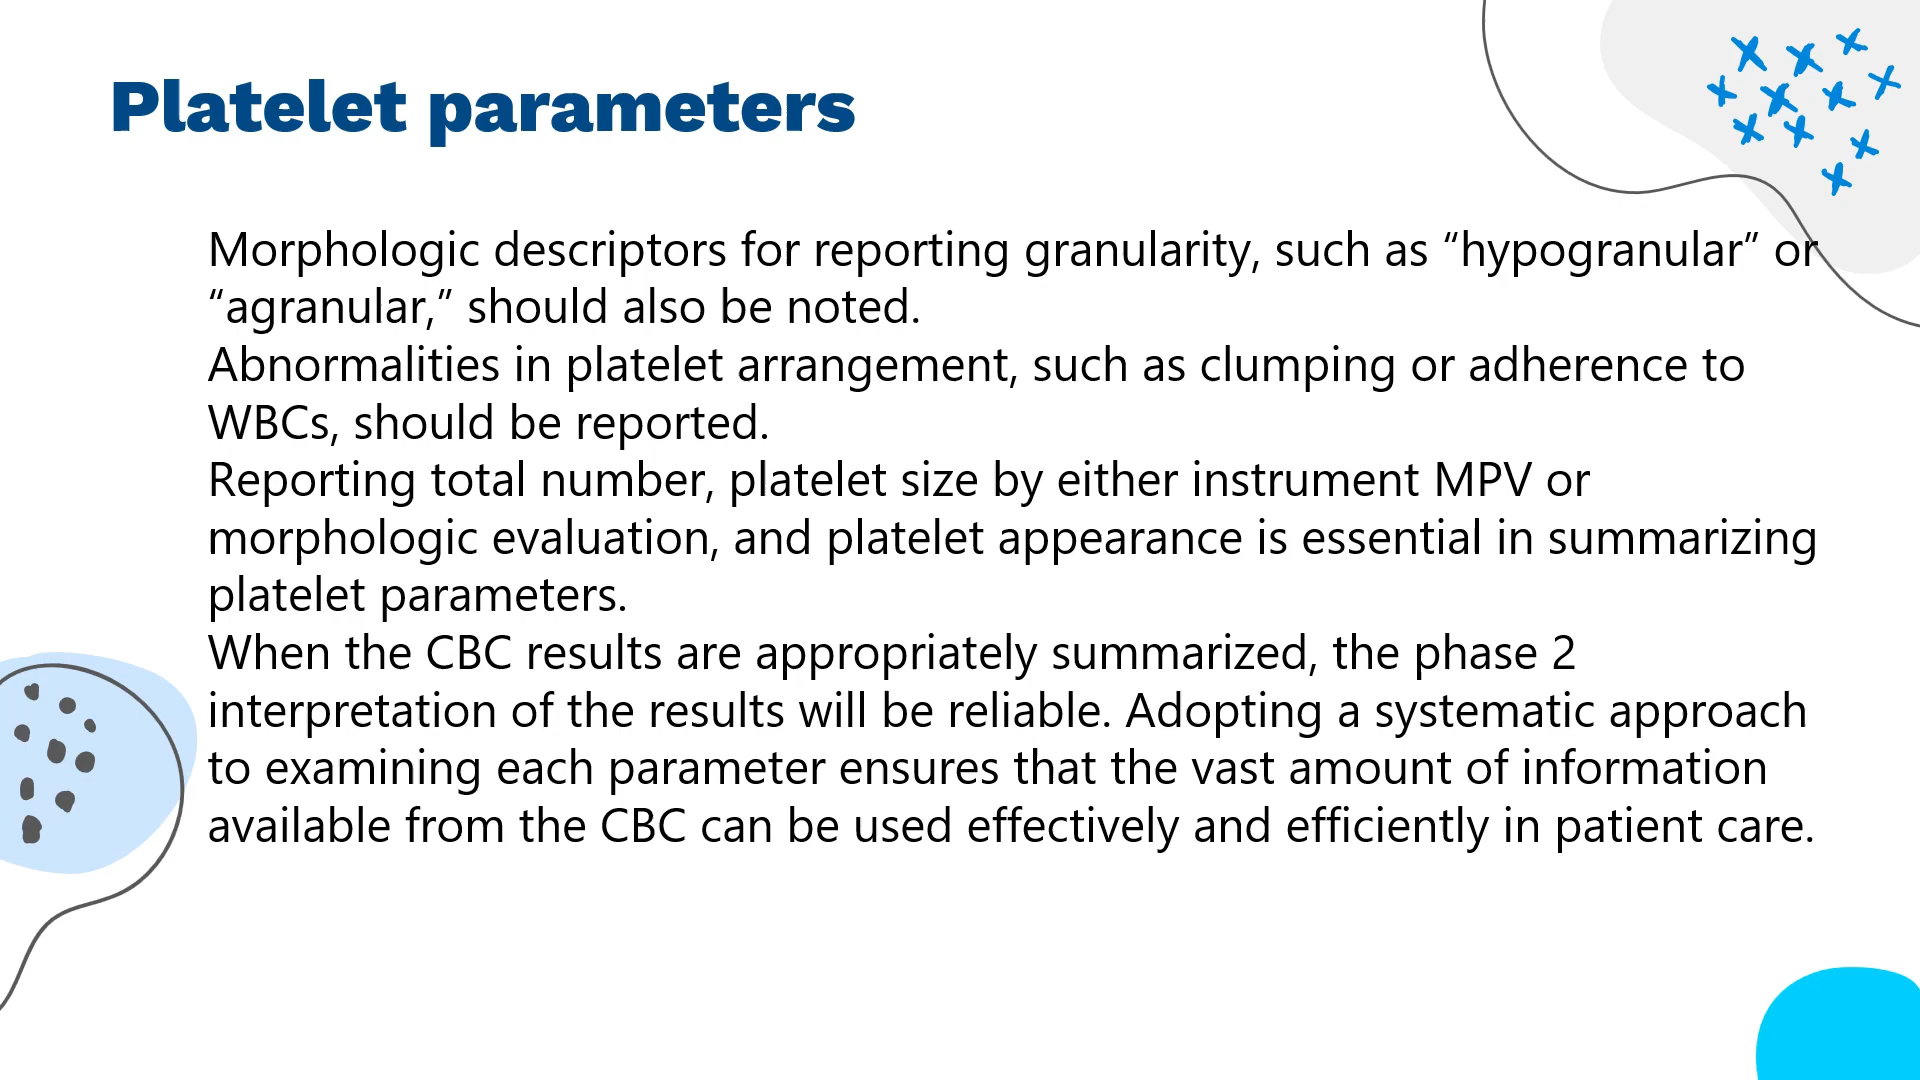 Platelet parameters
Morphologic descriptors for reporting granularity, such as “hypogranular” or
“agranular,” should also be noted.
Abnormalities in platelet arrangement, such as clumping or adherence to
WBCs, should be reported.
Reporting total number, platelet size by either instrument MPV or
morphologic evaluation, and platelet appearance is essential in summarizing
platelet parameters.
When the CBC results are appropriately summarized, the phase 2
interpretation of the results will be reliable. Adopting a systematic approach
to examining each parameter ensures that the vast amount of information
available from the CBC can be used effectively and efficiently in patient care.